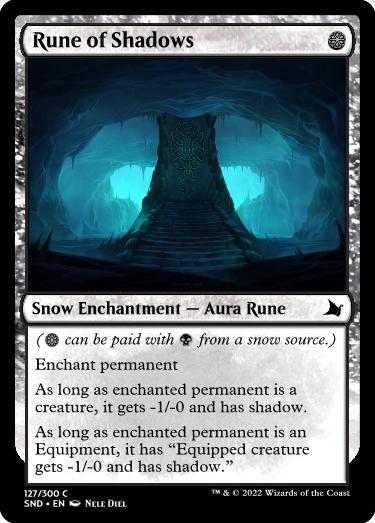 Rune of Shadows
Snow Enchantment — Aura Rune
( can be paid with from a snow source.)
Enchant permanent
As long as enchanted permanent is a
creature, it gets -1/-0 and has shadow.
As long as enchanted permanent is an
Equipment, it has “Equipped creature
gets -1/-0 and has shadow.”
127/300 C
SND • EN Nele Diel
™ & © 2022 Wizards of the Coast